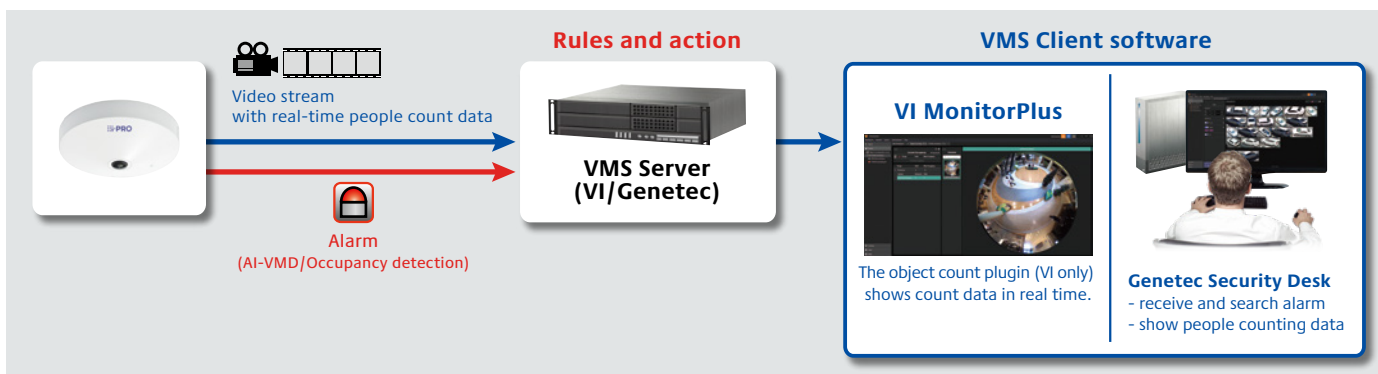 i-PRO
Video stream
with real-time people count data
Alarm
(AI-VMD/Occupancy detection)
Rules and action
VMS Server
(VI/Genetec)
VMS Client software
VI MonitorPlus
The object count plugin (VI only)
shows count data in real time.
Genetec Security Desk
- receive and search alarm
- show people counting data